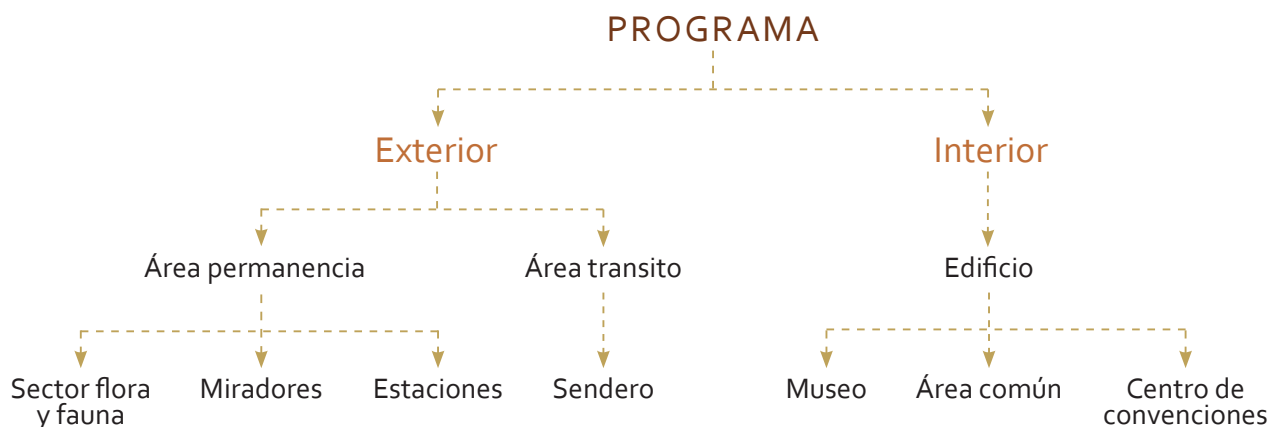 PROGRAMA
Exterior
Interior
Área permanencia
Área transito
Edificio
Sector flora
y fauna
Miradores
Estaciones
Sendero
Museo
Área común
Centro de
convenciones